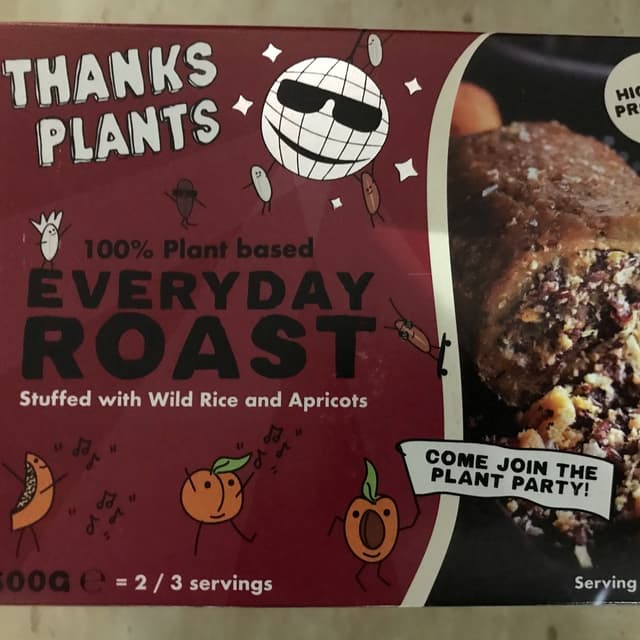 THANKS
PLANTS
100% Plant based
EVERYDAY
ROAST
Stuffed with Wild Rice and Apricots
COME JOIN THE
PLANT PARTY!
e = 2 / 3 servings
Serving